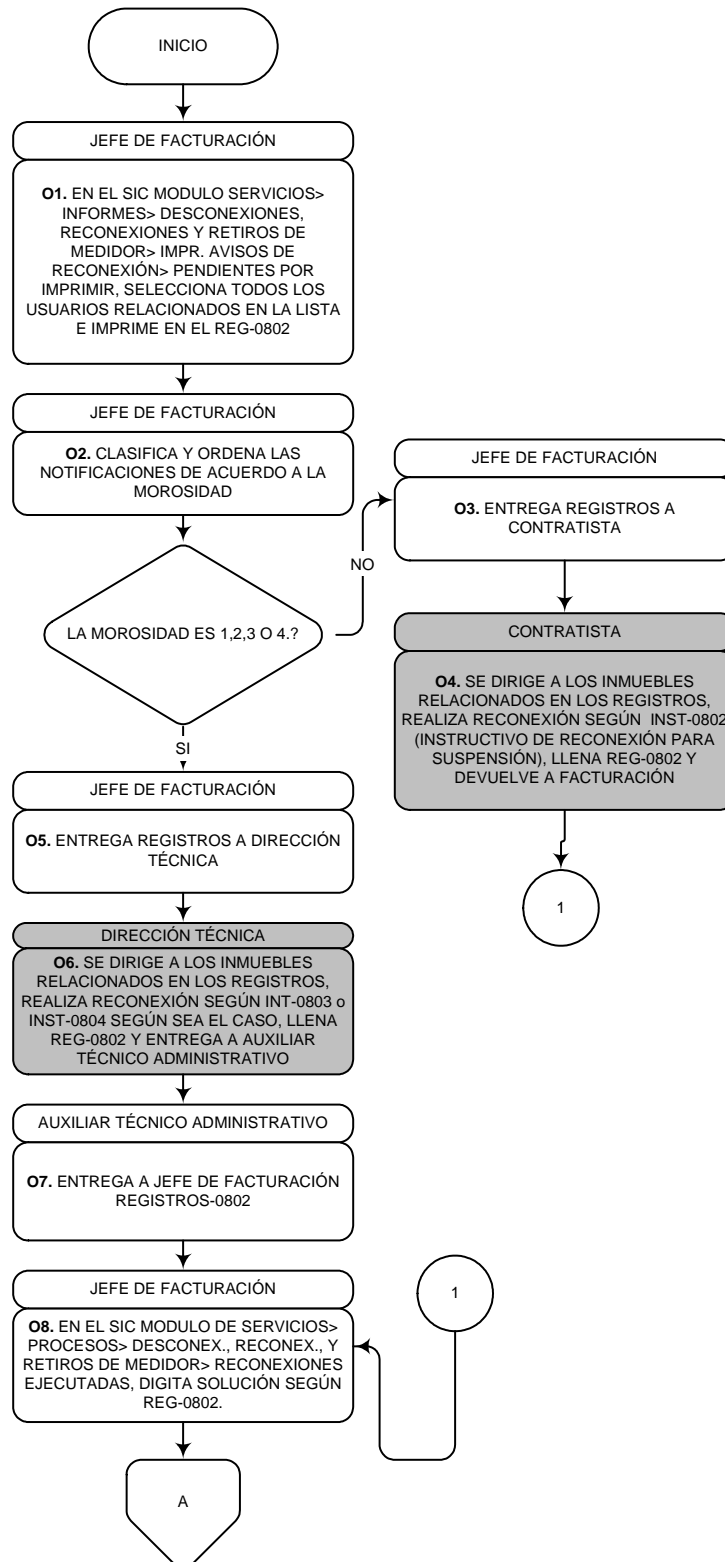 INICIO
JEFE DE FACTURACIÓN
O1. EN EL SIC MODULO SERVICIOS>
INFORMES> DESCONEXIONES,
RECONEXIONES Y RETIROS DE
MEDIDOR> IMPR. AVISOS DE
RECONEXIÓN> PENDIENTES POR
IMPRIMIR, SELECCIONA TODOS LOS
USUARIOS RELACIONADOS EN LA LISTA
E IMPRIME EN EL REG-0802
JEFE DE FACTURACIÓN
O2. CLASIFICA Y ORDENA LAS
NOTIFICACIONES DE ACUERDO A LA
MOROSIDAD
LA MOROSIDAD ES 1,2,3 O 4.?
NO
JEFE DE FACTURACIÓN
O3. ENTREGA REGISTROS A
CONTRATISTA
CONTRATISTA
O4. SE DIRIGE A LOS INMUEBLES
RELACIONADOS EN LOS REGISTROS,
REALIZA RECONEXIÓN SEGÚN INST-0802
(INSTRUCTIVO DE RECONEXIÓN PARA
SUSPENSIÓN), LLENA REG-0802 Y
DEVUELVE A FACTURACIÓN
1
SI
JEFE DE FACTURACIÓN
O5. ENTREGA REGISTROS A DIRECCIÓN
TÉCNICA
DIRECCIÓN TÉCNICA
O6. SE DIRIGE A LOS INMUEBLES
RELACIONADOS EN LOS REGISTROS,
REALIZA RECONEXIÓN SEGÚN INT-0803 o
INST-0804 SEGÚN SEA EL CASO, LLENA
REG-0802 Y ENTREGA A AUXILIAR
TÉCNICO ADMINISTRATIVO
AUXILIAR TÉCNICO ADMINISTRATIVO
O7. ENTREGA A JEFE DE FACTURACIÓN
REGISTROS-0802
JEFE DE FACTURACIÓN
O8. EN EL SIC MODULO DE SERVICIOS>
PROCESOS> DESCONEX., RECONEX., Y
RETIROS DE MEDIDOR> RECONEXIONES
EJECUTADAS, DIGITA SOLUCIÓN SEGÚN
REG-0802.
1
A